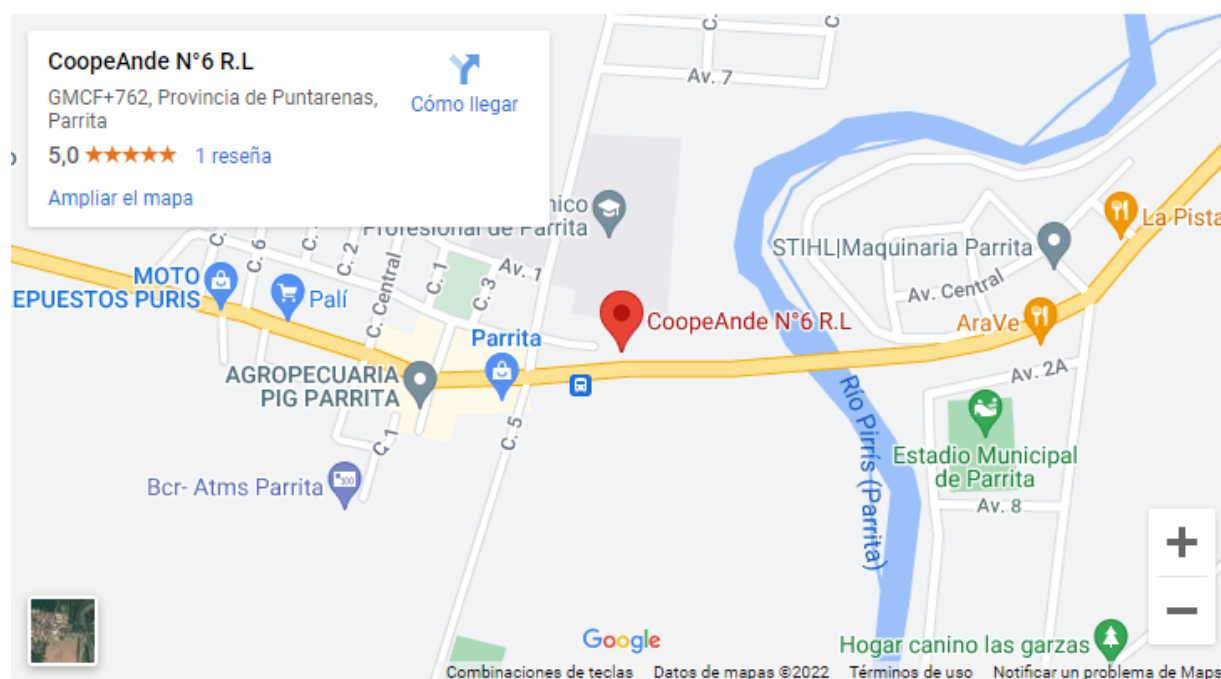 CoopeAnde N°6 R.L
GMCF+762, Provincia de Puntarenas,
Parrita
Cómo llegar
5,0
1 reseña
Ampliar el mapa
C.
C.
Av. 7
nico
Profesional de Parrita
La Pista
STIHL|Maquinaria Parrita
C.
C. 6
C.
C. 2
C. Central
C. 1
C. 3
Av. 1
MOTO
EPUESTOS PURIS
Palí
Av. Central
CoopeAnde N°6 R.L
AraVe
Parrita
AGROPECUARIA
PIG PARRITA
Av. 2A
C. 1
C. 5
Río Pirrís (Parrita)
Estadio Municipal
de Parrita
Bcr- Atms Parrita
Av. 8
Google
Hogar canino las garzas
Combinaciones de teclas
Datos de mapas ©2022
Términos de uso
Notificar un problema de Maps